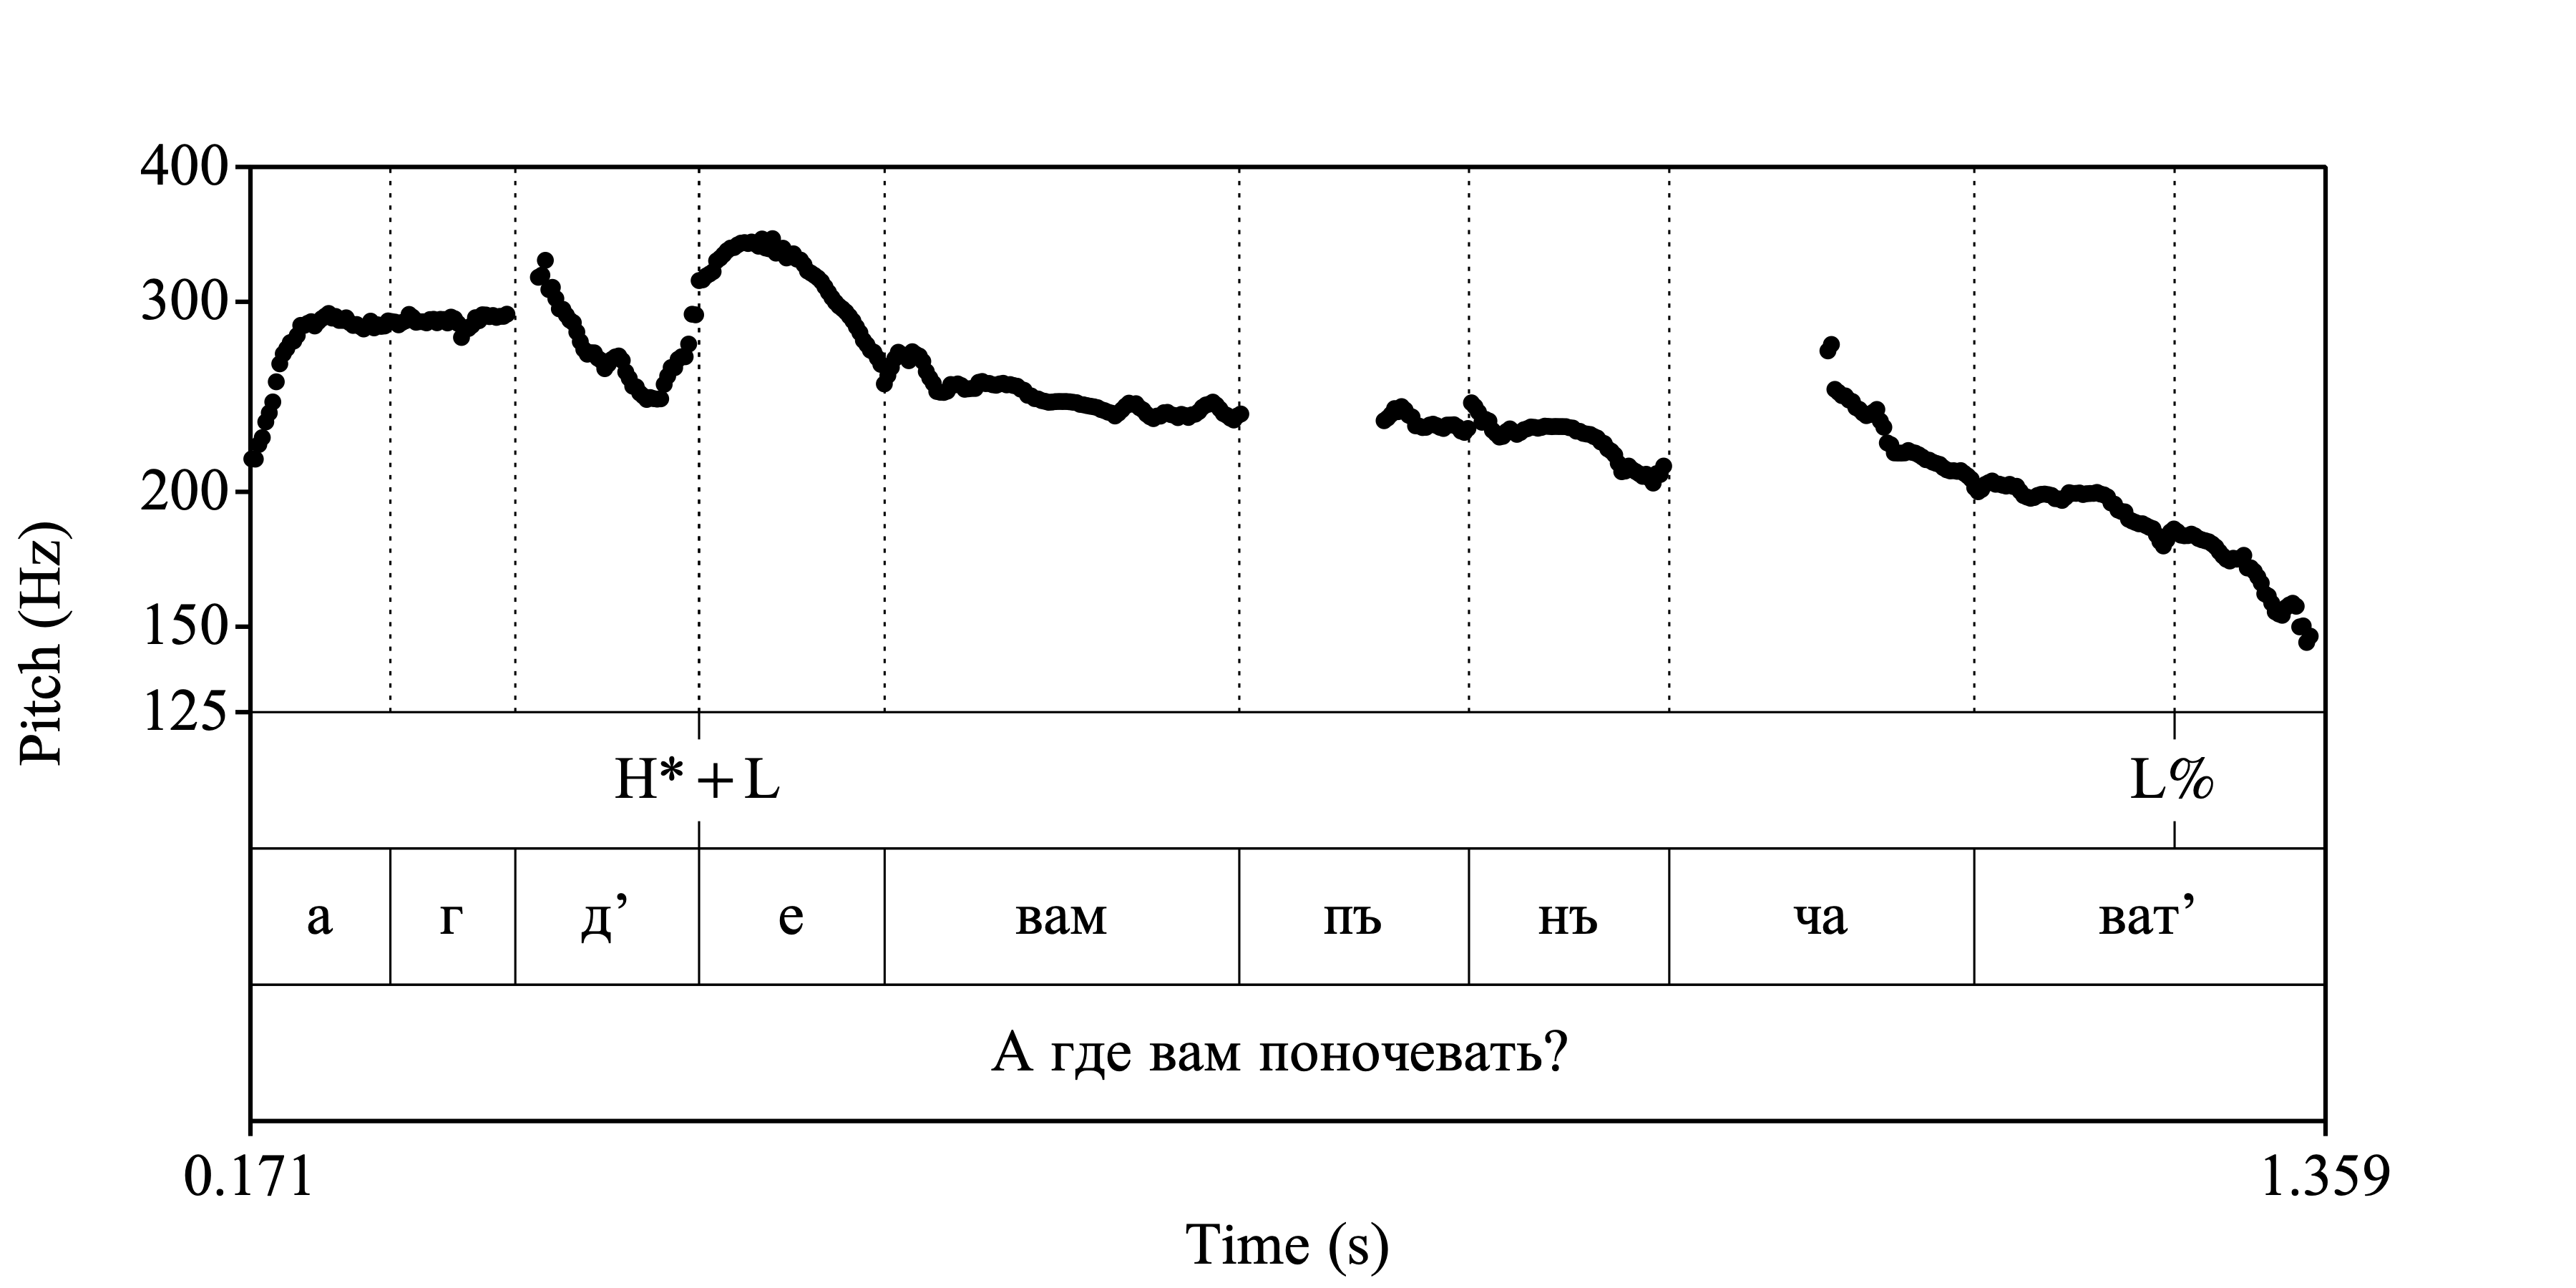 400
300
200
150
125
Pitch (Hz)
H* + L L%
а г д’ е вам пъ нъ ча ват’
А где вам поночевать?
0.171 1.359
Time (s)